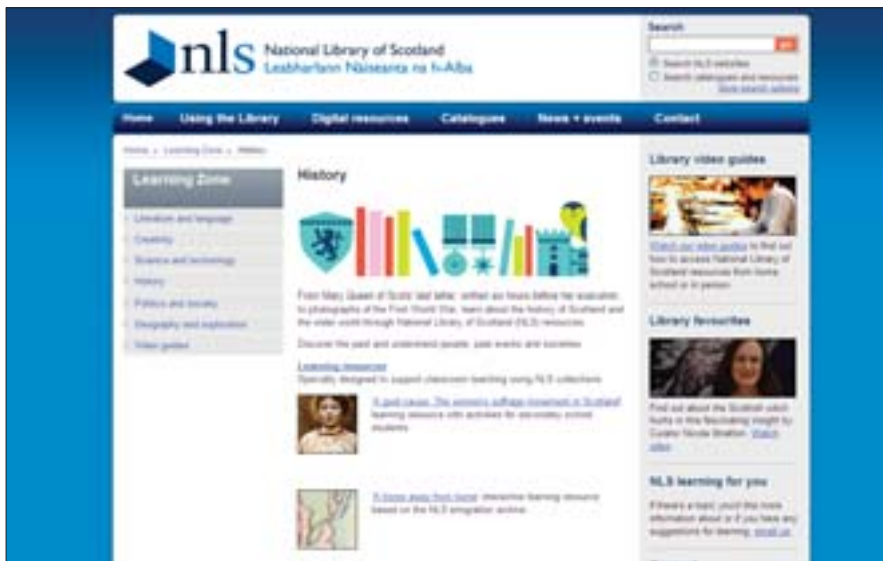 nls National Library of Scotland
Leabharlann Nàiseanta na h-Alba
Search
go
Search NLS websites
Search catalogues and resources
More search options
Home
Using the Library
Digital resources
Catalogues
News + events
Contact
Home
Learning Zone
History
Learning Zone
Literature and language
Creativity
Science and technology
History
Politics and society
Geography and exploration
Video guides
History
From Mary Queen of Scots' last letter, written six hours before her execution,
to photographs of the First World War, learn about the history of Scotland and
the wider world through National Library of Scotland (NLS) resources.
Discover the past and understand people, past events and societies.
Learning resources
Specially designed to support classroom teaching using NLS collections.
'A guid cause: The women's suffrage movement in Scotland'
learning resource with activities for secondary school
students.
'A home away from home' interactive learning resource
based on the NLS emigration archive.
Library video guides
Watch our video guides to find out
how to access National Library of
Scotland resources from home,
school or in person.
Library favourites
Find out about the Scottish witch
hunts in this fascinating insight by
Curator Nicola Stratton. Watch
video
NLS learning for you
If there's a topic you'd like more
information about or if you have any
suggestions for learning, email us.